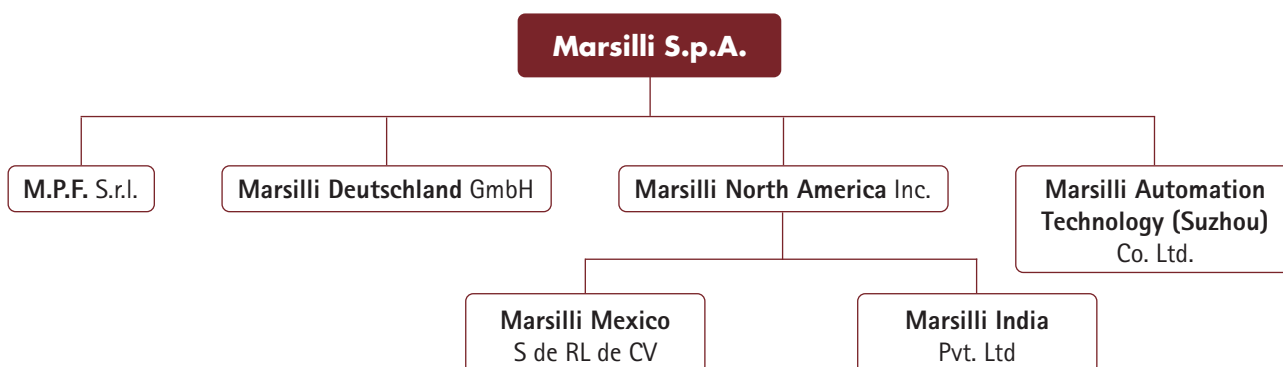 Marsilli S.p.A.
M.P.F. S.r.l.
Marsilli Deutschland GmbH
Marsilli North America Inc.
Marsilli Automation
Technology (Suzhou)
Co. Ltd.
Marsilli Mexico
S de RL de CV
Marsilli India
Pvt. Ltd